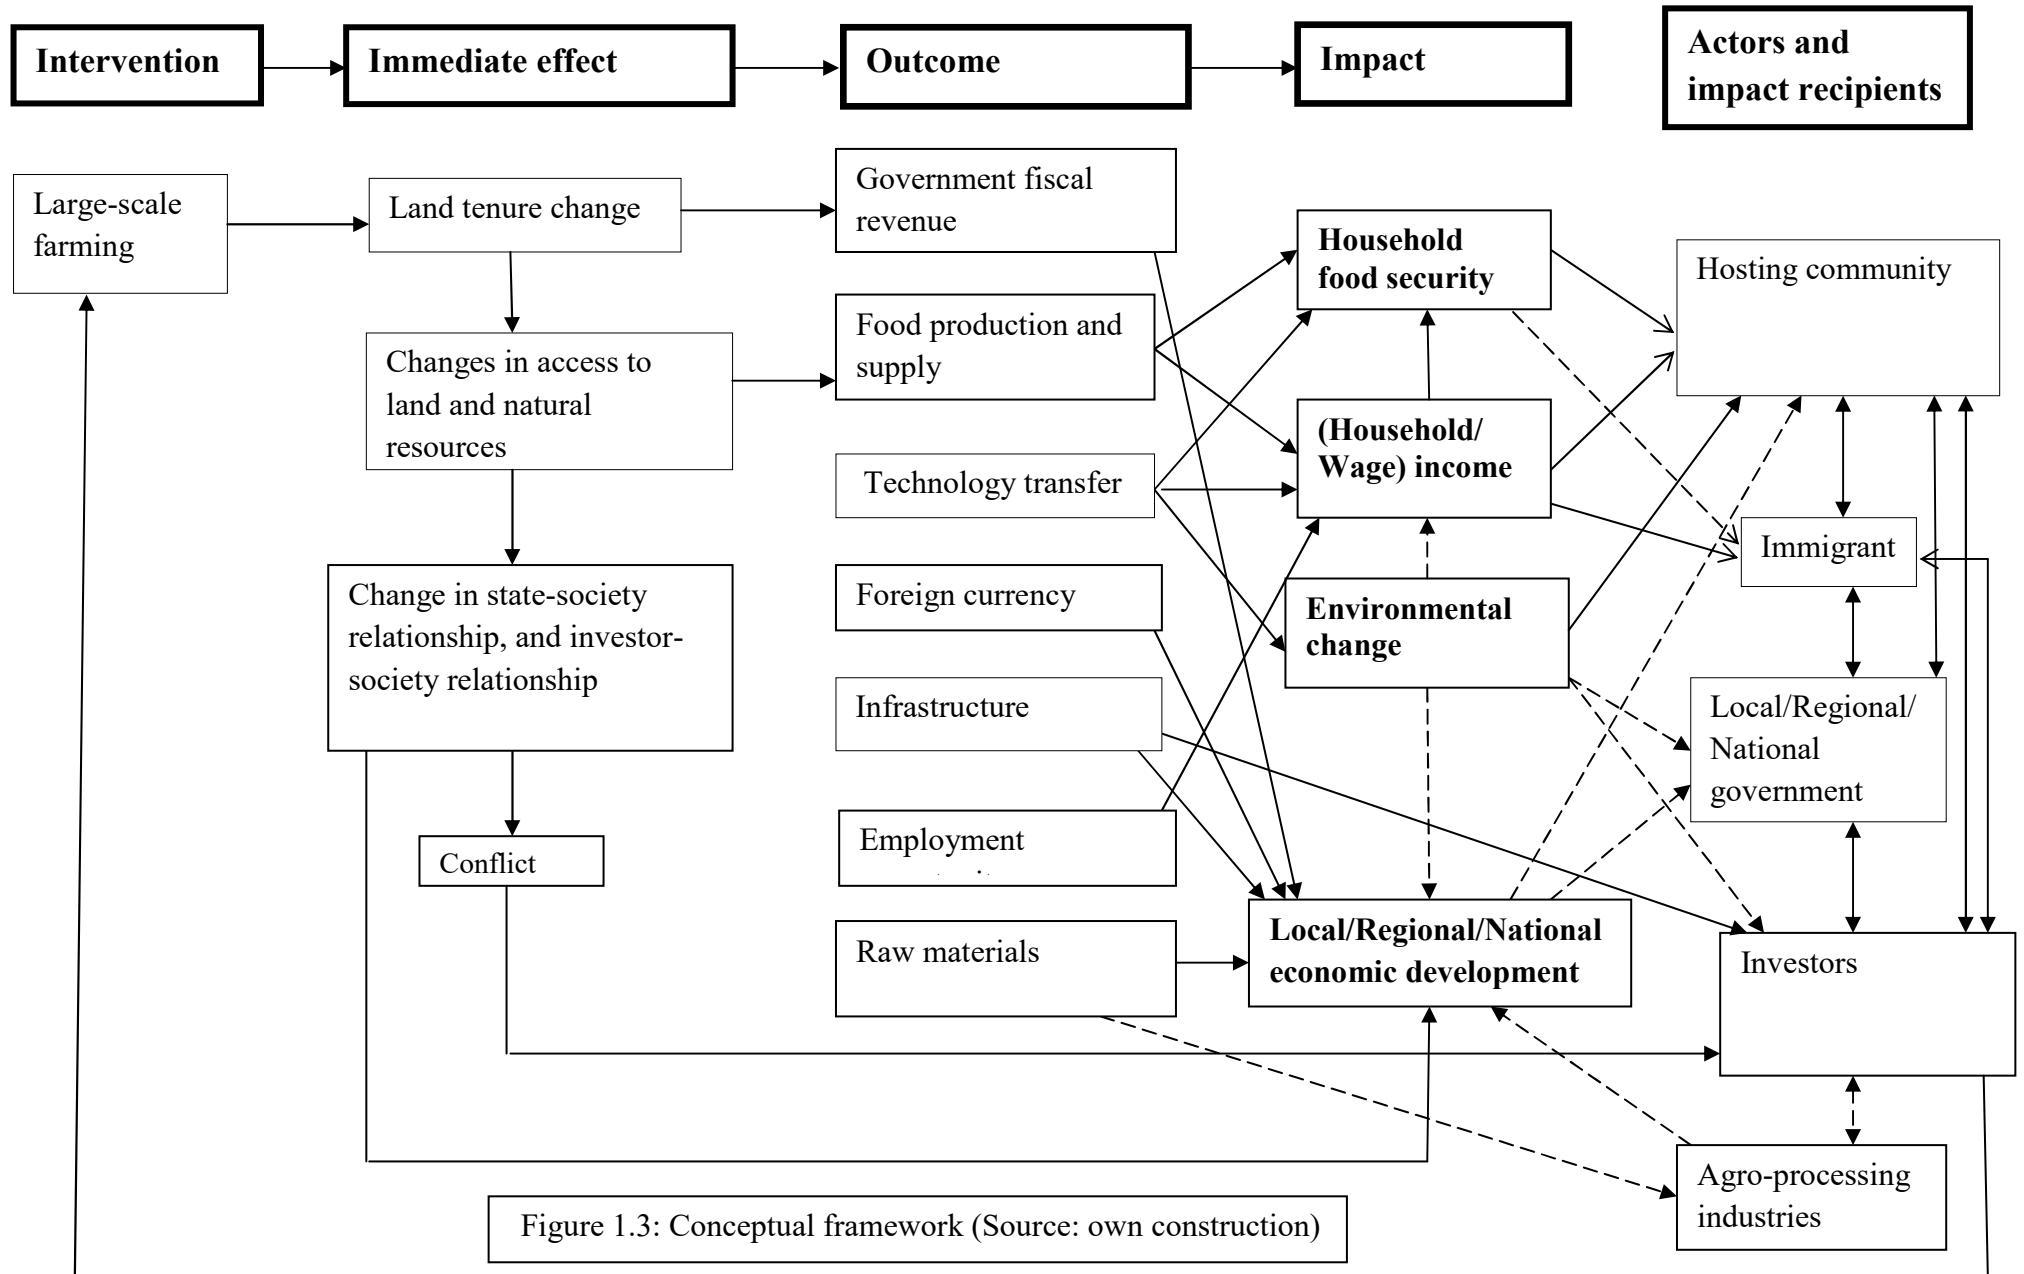 Intervention
Immediate effect
Outcome
Impact
Actors and
impact recipients
Large-scale
farming
Land tenure change
Changes in access to
land and natural
resources
Change in state-society
relationship, and investor-
society relationship
Conflict
Government fiscal
revenue
Food production and
supply
Technology transfer
Foreign currency
Infrastructure
Employment
Raw materials
Household
food security
(Household/
Wage) income
Environmental
change
Local/Regional/National
economic development
Hosting community
Immigrant
Local/Regional/
National
government
Investors
Agro-processing
industries
Figure 1.3: Conceptual framework (Source: own construction)